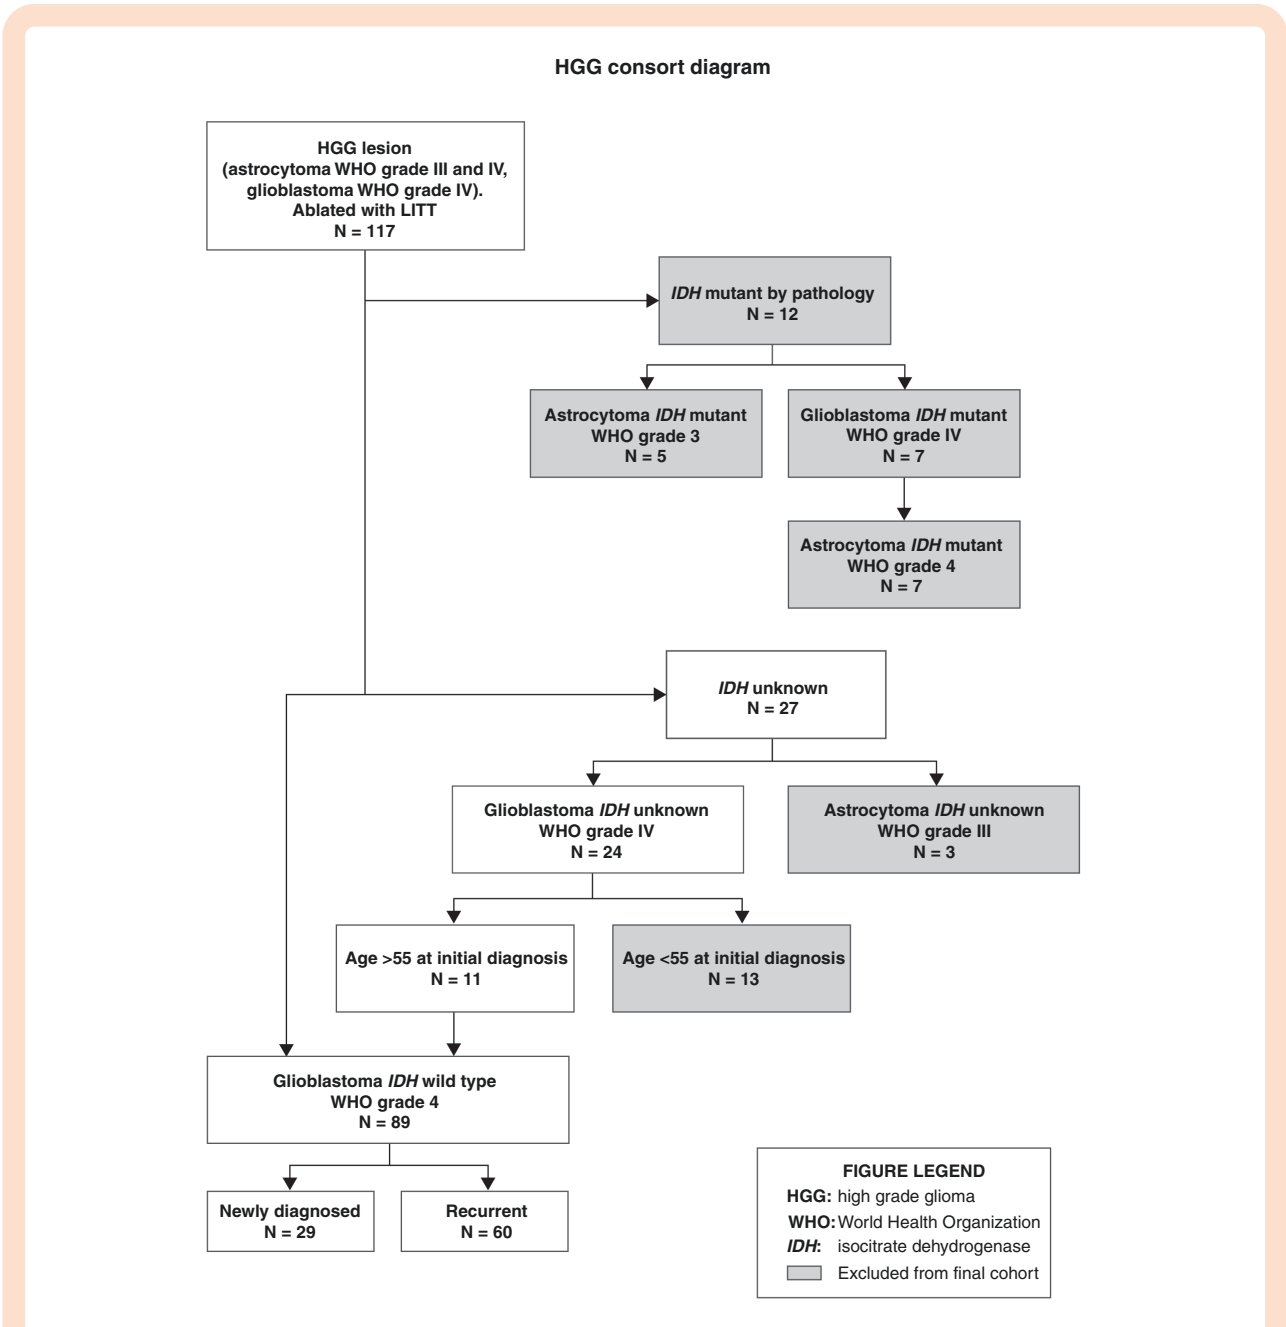 HGG consort diagram
HGG lesion
(astrocytoma WHO grade III and IV,
glioblastoma WHO grade IV).
Ablated with LITT
N = 117
IDH mutant by pathology
N = 12
Astrocytoma IDH mutant
WHO grade 3
N = 5
Glioblastoma IDH mutant
WHO grade IV
N = 7
Astrocytoma IDH mutant
WHO grade 4
N = 7
IDH unknown
N = 27
Glioblastoma IDH unknown
WHO grade IV
N = 24
Astrocytoma IDH unknown
WHO grade III
N = 3
Age >55 at initial diagnosis
N = 11
Age <55 at initial diagnosis
N = 13
Glioblastoma IDH wild type
WHO grade 4
N = 89
Newly diagnosed
N = 29
Recurrent
N = 60
FIGURE LEGEND
HGG: high grade glioma
WHO: World Health Organization
IDH: isocitrate dehydrogenase
Excluded from final cohort